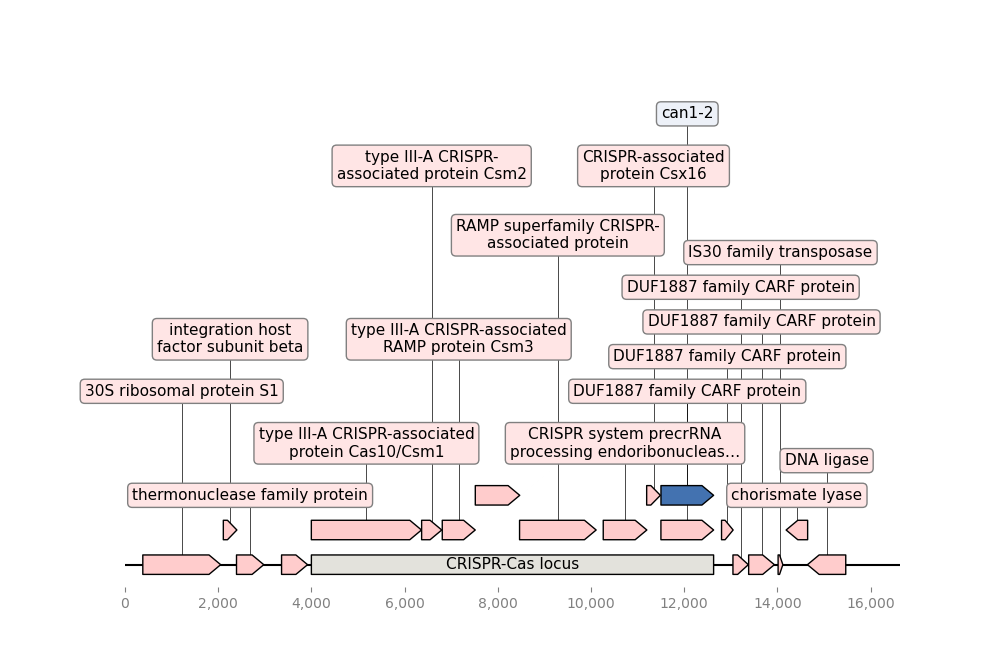 can1-2
type III-A CRISPR-
associated protein Csm2
CRISPR-associated
protein Csx16
RAMP superfamily CRISPR-
associated protein
IS30 family transposase
DUF1887 family CARF protein
DUF1887 family CARF protein
integration host
factor subunit beta
type III-A CRISPR-associated
RAMP protein Csm3
DUF1887 family CARF protein
30S ribosomal protein S1
DUF1887 family CARF protein
type III-A CRISPR-associated
protein Cas10/Csm1
CRISPR system precrRNA
processing endoribonucleas...
DNA ligase
thermonuclease family protein
chorismate lyase
CRISPR-Cas locus
0 2,000 4,000 6,000 8,000 10,000 12,000 14,000 16,000